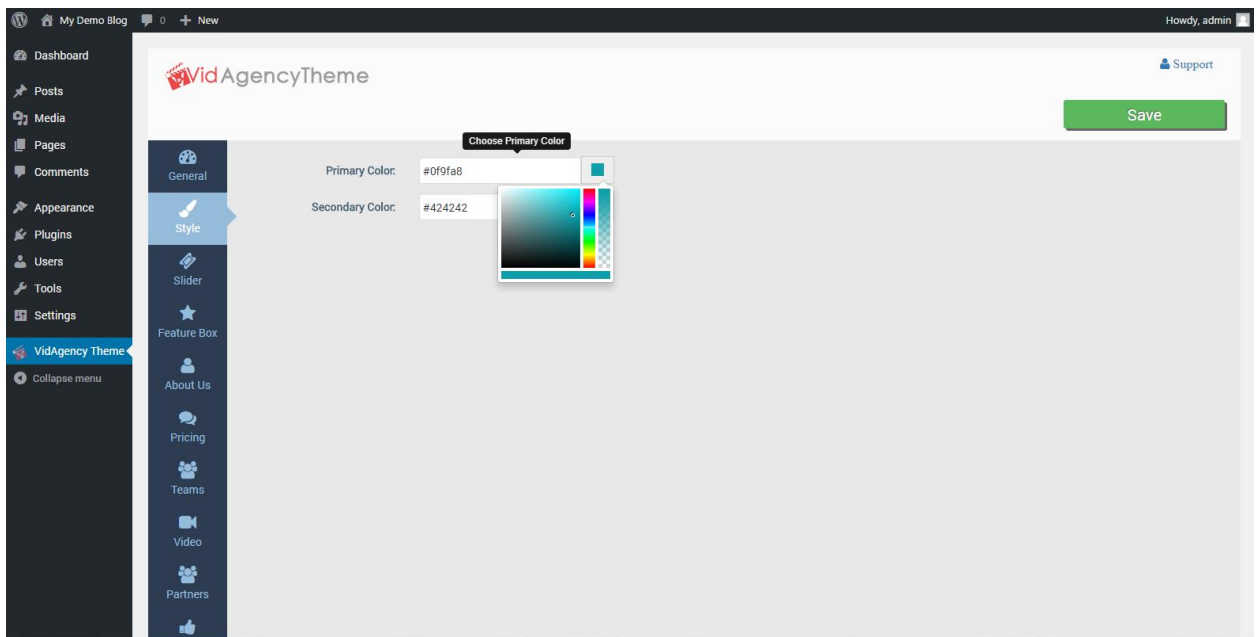 My Demo Blog 0 + New Howdy, admin
Dashboard
Posts
Media
Pages
Comments
Appearance
Plugins
Users
Tools
Settings
VidAgency Theme
Collapse menu
VidAgencyTheme
Support
Save
General
Style
Slider
Feature Box
About Us
Pricing
Teams
Video
Partners
Choose Primary Color
Primary Color: #0f9fa8
Secondary Color: #424242